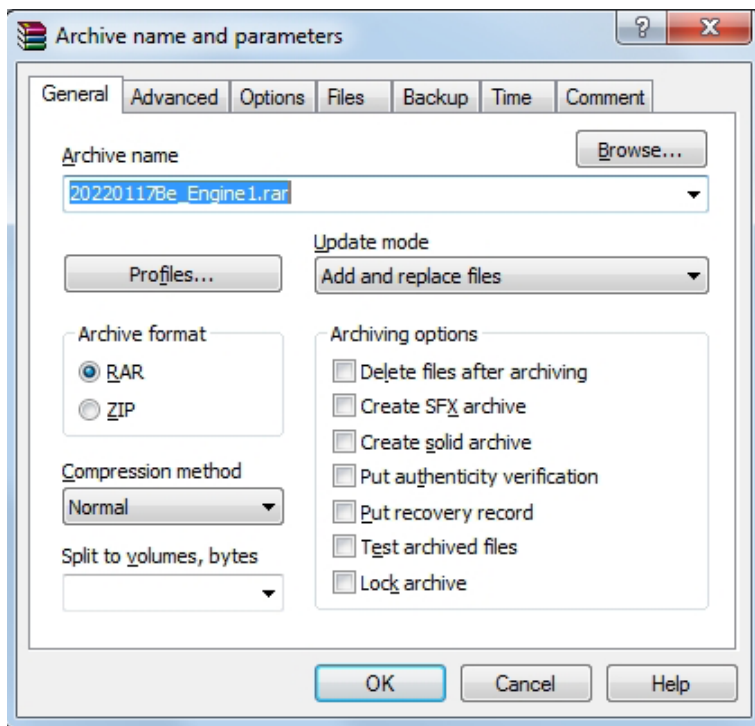 Archive name and parameters
General Advanced Options Files Backup Time Comment
Archive name
Browse...
20220117Be_Engine1.rar
Update mode
Profiles...
Add and replace files
Archive format
RAR
ZIP
Compression method
Normal
Split to volumes, bytes
Archiving options
Delete files after archiving
Create SFX archive
Create solid archive
Put authenticity verification
Put recovery record
Test archived files
Lock archive
OK Cancel Help